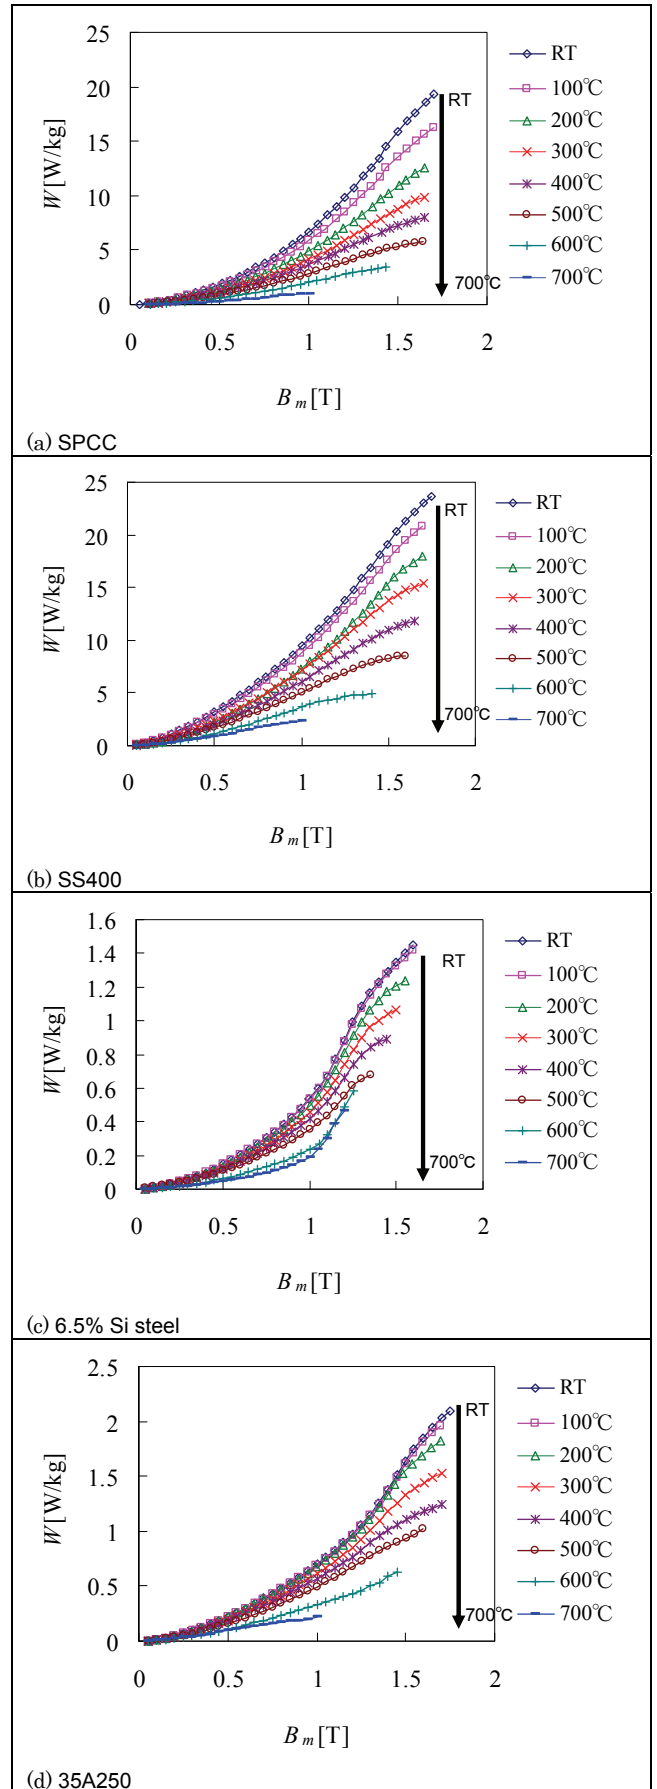 25
20
15
10
5
0
W[W/kg]
0 0.5 1 1.5 2
B m [T]
RT
700℃
RT
100℃
200℃
300℃
400℃
500℃
600℃
700℃
(a) SPCC
25
20
15
10
5
0
W[W/kg]
0 0.5 1 1.5 2
B m [T]
RT
700℃
RT
100℃
200℃
300℃
400℃
500℃
600℃
700℃
(b) SS400
1.6
1.4
1.2
1
0.8
0.6
0.4
0.2
0
W[W/kg]
0 0.5 1 1.5 2
B m [T]
RT
700℃
RT
100℃
200℃
300℃
400℃
500℃
600℃
700℃
(c) 6.5% Si steel
2.5
2
1.5
1
0.5
0
W[W/kg]
0 0.5 1 1.5 2
B m [T]
RT
700℃
RT
100℃
200℃
300℃
400℃
500℃
600℃
700℃
(d) 35A250